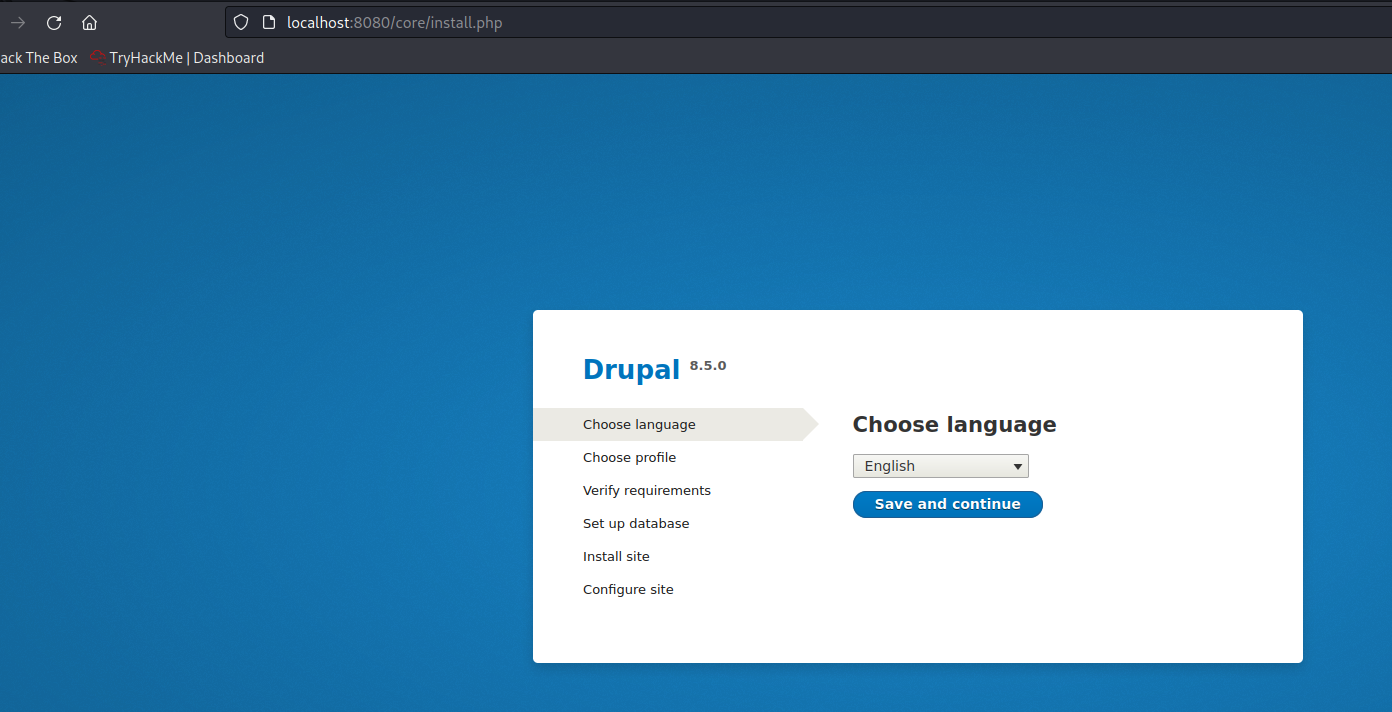 localhost:8080/core/install.php
ack The Box TryHackMe | Dashboard
Drupal 8.5.0
Choose language
Choose profile
Verify requirements
Set up database
Install site
Configure site
Choose language
English
Save and continue